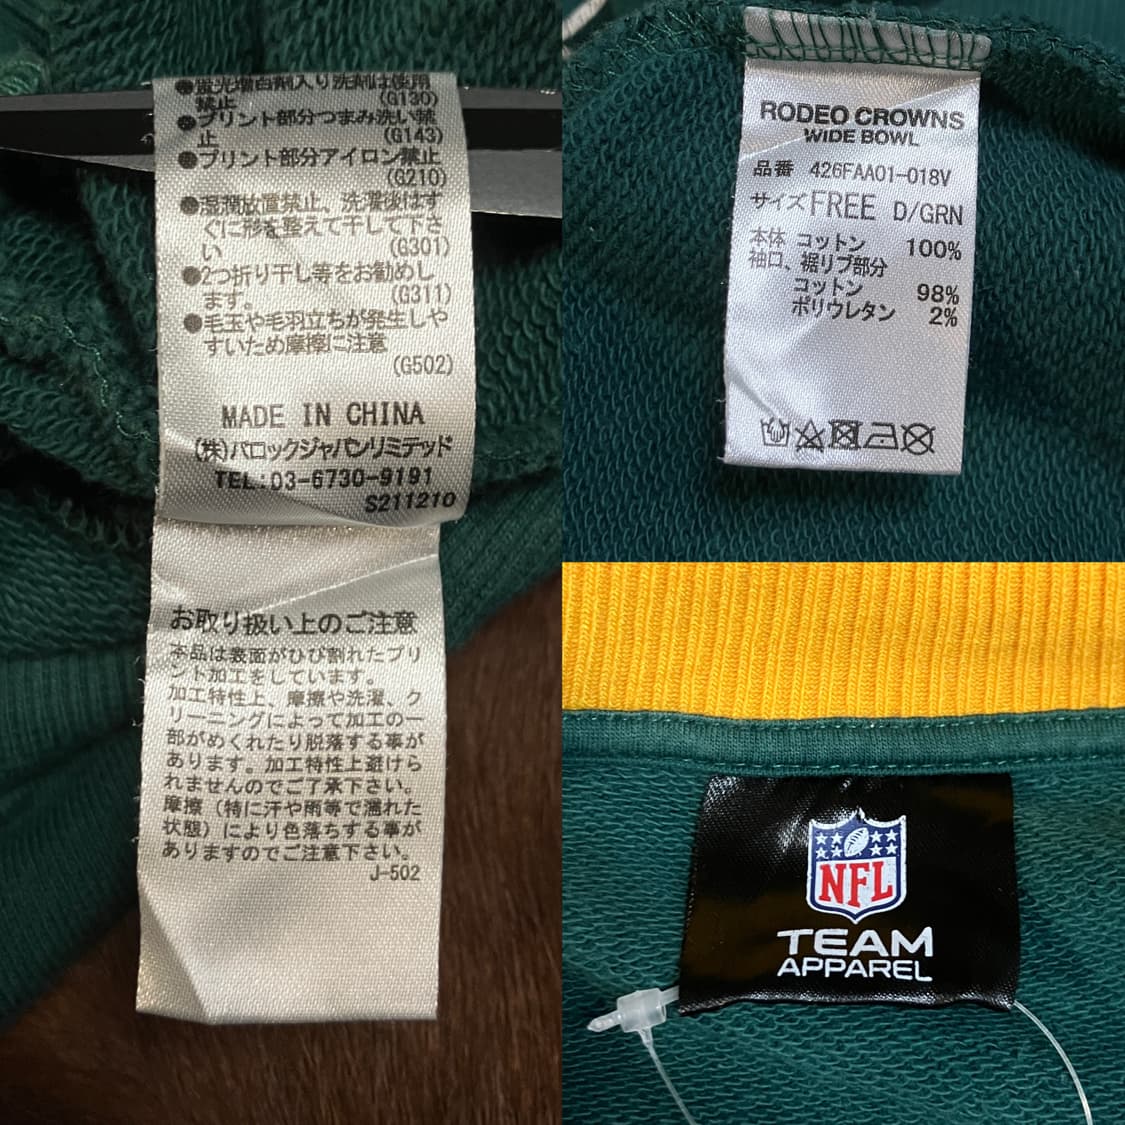 ●蛍光増白剤入り洗剤は使用
禁止 (G130)
●プリント部分つまみ洗い禁
止 (G143)
●プリント部分アイロン禁止
(G210)
●湿潤放置禁止、洗濯後はす
ぐに形を整えて干して下さ
い (G301)
●2つ折り干し等をお勧めし
ます。 (G311)
●毛玉や毛羽立ちが発生しや
すいため摩擦に注意
(G502)
MADE IN CHINA
(株)バロックジャパンリミテッド
TEL:03-6730-9191
S211210
お取り扱い上のご注意
本品は表面がひび割れたプリ
ント加工をしています。
加工特性上、摩擦や洗濯、ク
リーニングによって加工の一
部がめくれたり脱落する事が
あります。加工特性上避けら
れませんのでご了承下さい。
摩擦（特に汗や雨等で濡れた
状態）により色落ちする事が
ありますのでご注意下さい。
J-502
RODEO CROWNS
WIDE BOWL
品番 426FAA01-018V
サイズ FREE D/GRN
本体 コットン 100%
袖口、裾リブ部分
コットン 98%
ポリウレタン 2%
NFL
TEAM
APPAREL